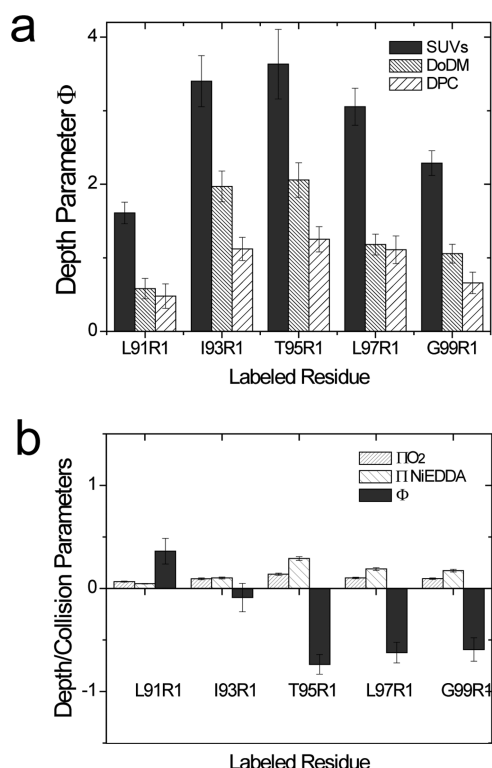 a
4
2
0
Depth Parameter Φ
SUVs
DoDM
DPC
L91R1 I93R1 T95R1 L97R1 G99R1
Labeled Residue
b
1
0
-1
Depth/Collision Parameters
ΠO2
Π NiEDDA
Φ
L91R1 I93R1 T95R1 L97R1 G99R1
Labeled Residue